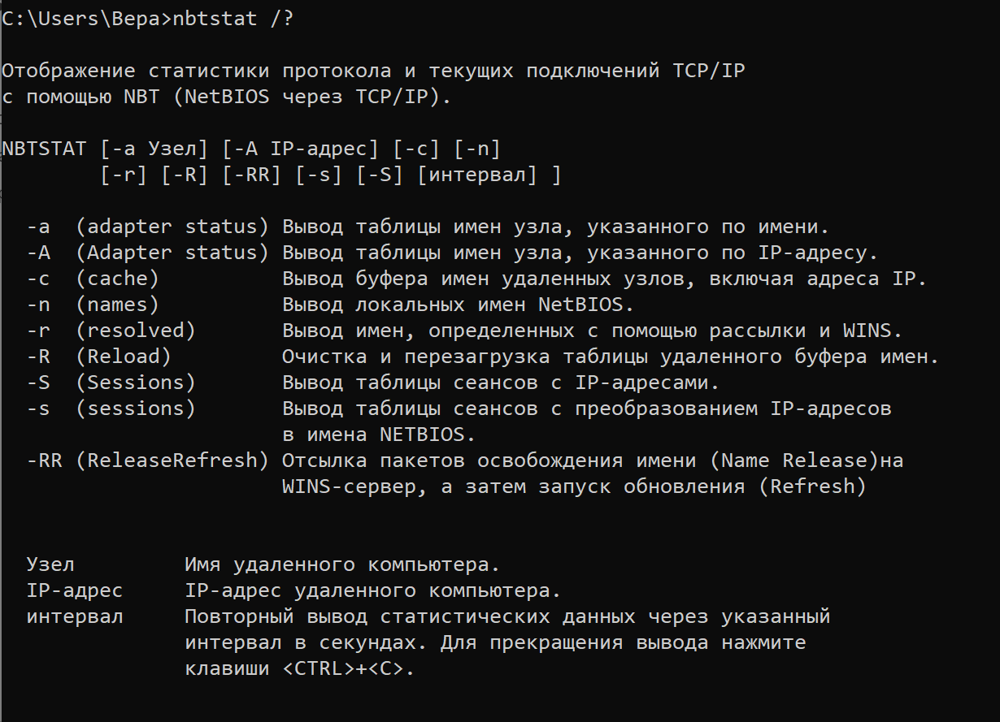 C:\Users\Вера>nbtstat /?
Отображение статистики протокола и текущих подключений TCP/IP
с помощью NBT (NetBIOS через TCP/IP).
NBTSTAT [-a Узел] [-A IP-адрес] [-c] [-n]
[-r] [-R] [-RR] [-s] [-S] [интервал] ]
-a (adapter status) Вывод таблицы имен узла, указанного по имени.
-A (Adapter status) Вывод таблицы имен узла, указанного по IP-адресу.
-c (cache) Вывод буфера имен удаленных узлов, включая адреса IP.
-n (names) Вывод локальных имен NetBIOS.
-r (resolved) Вывод имен, определенных с помощью рассылки и WINS.
-R (Reload) Очистка и перезагрузка таблицы удаленного буфера имен.
-S (Sessions) Вывод таблицы сеансов с IP-адресами.
-s (sessions) Вывод таблицы сеансов с преобразованием IP-адресов
в имена NETBIOS.
-RR (ReleaseRefresh) Отсылка пакетов освобождения имени (Name Release)на
WINS-сервер, а затем запуск обновления (Refresh)
Узел Имя удаленного компьютера.
IP-адрес IP-адрес удаленного компьютера.
интервал Повторный вывод статистических данных через указанный
интервал в секундах. Для прекращения вывода нажмите
клавиши <CTRL>+<C>.